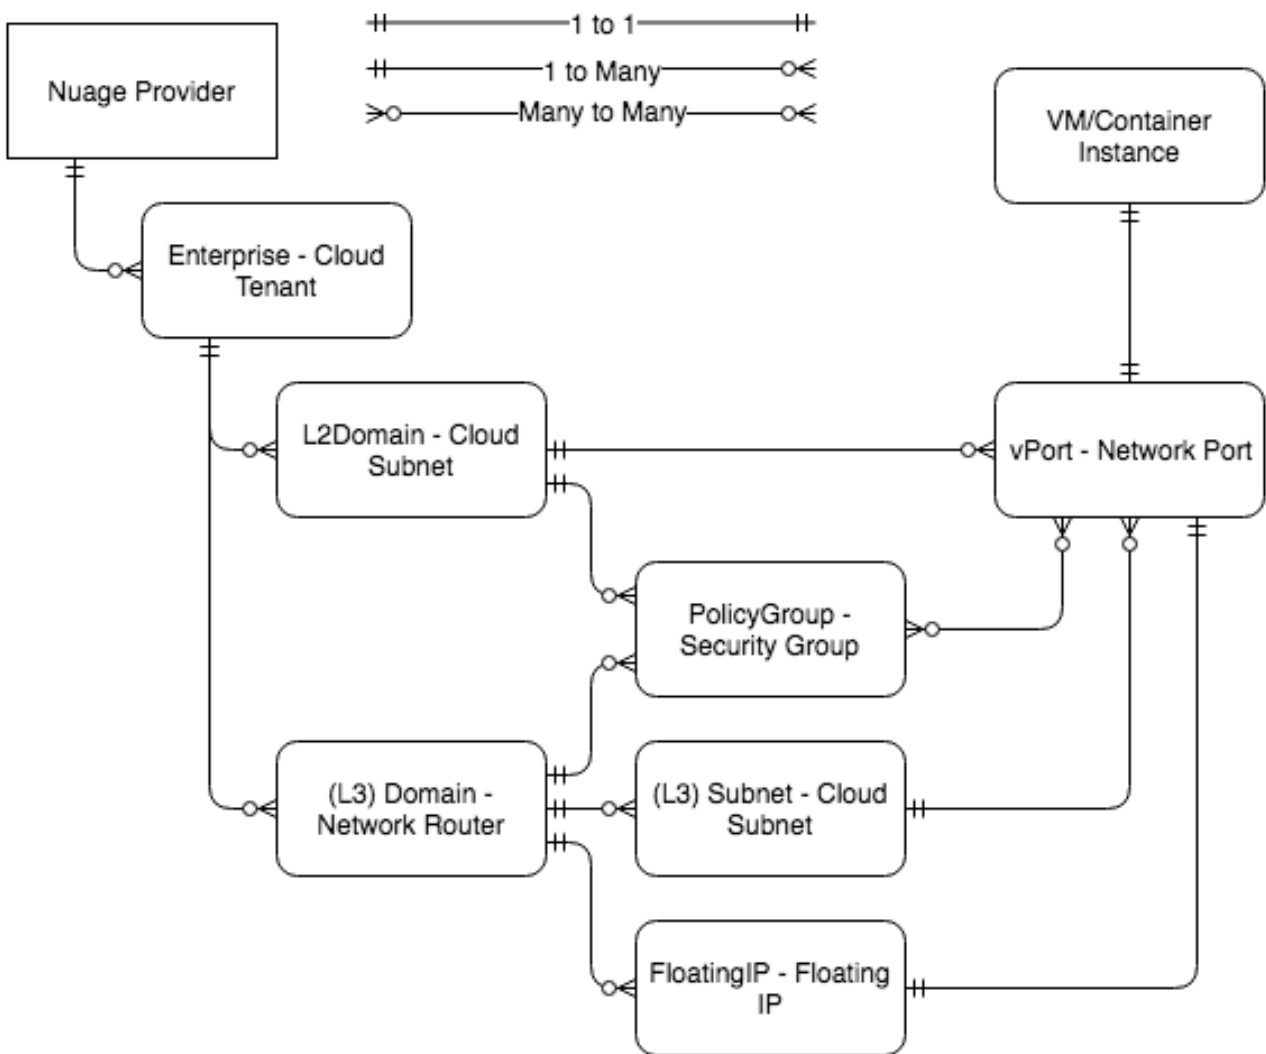 1 to 1
1 to Many
Many to Many
Nuage Provider
VM/Container
Instance
Enterprise - Cloud
Tenant
L2Domain - Cloud
Subnet
vPort - Network Port
PolicyGroup -
Security Group
(L3) Domain -
Network Router
(L3) Subnet - Cloud
Subnet
FloatingIP - Floating
IP